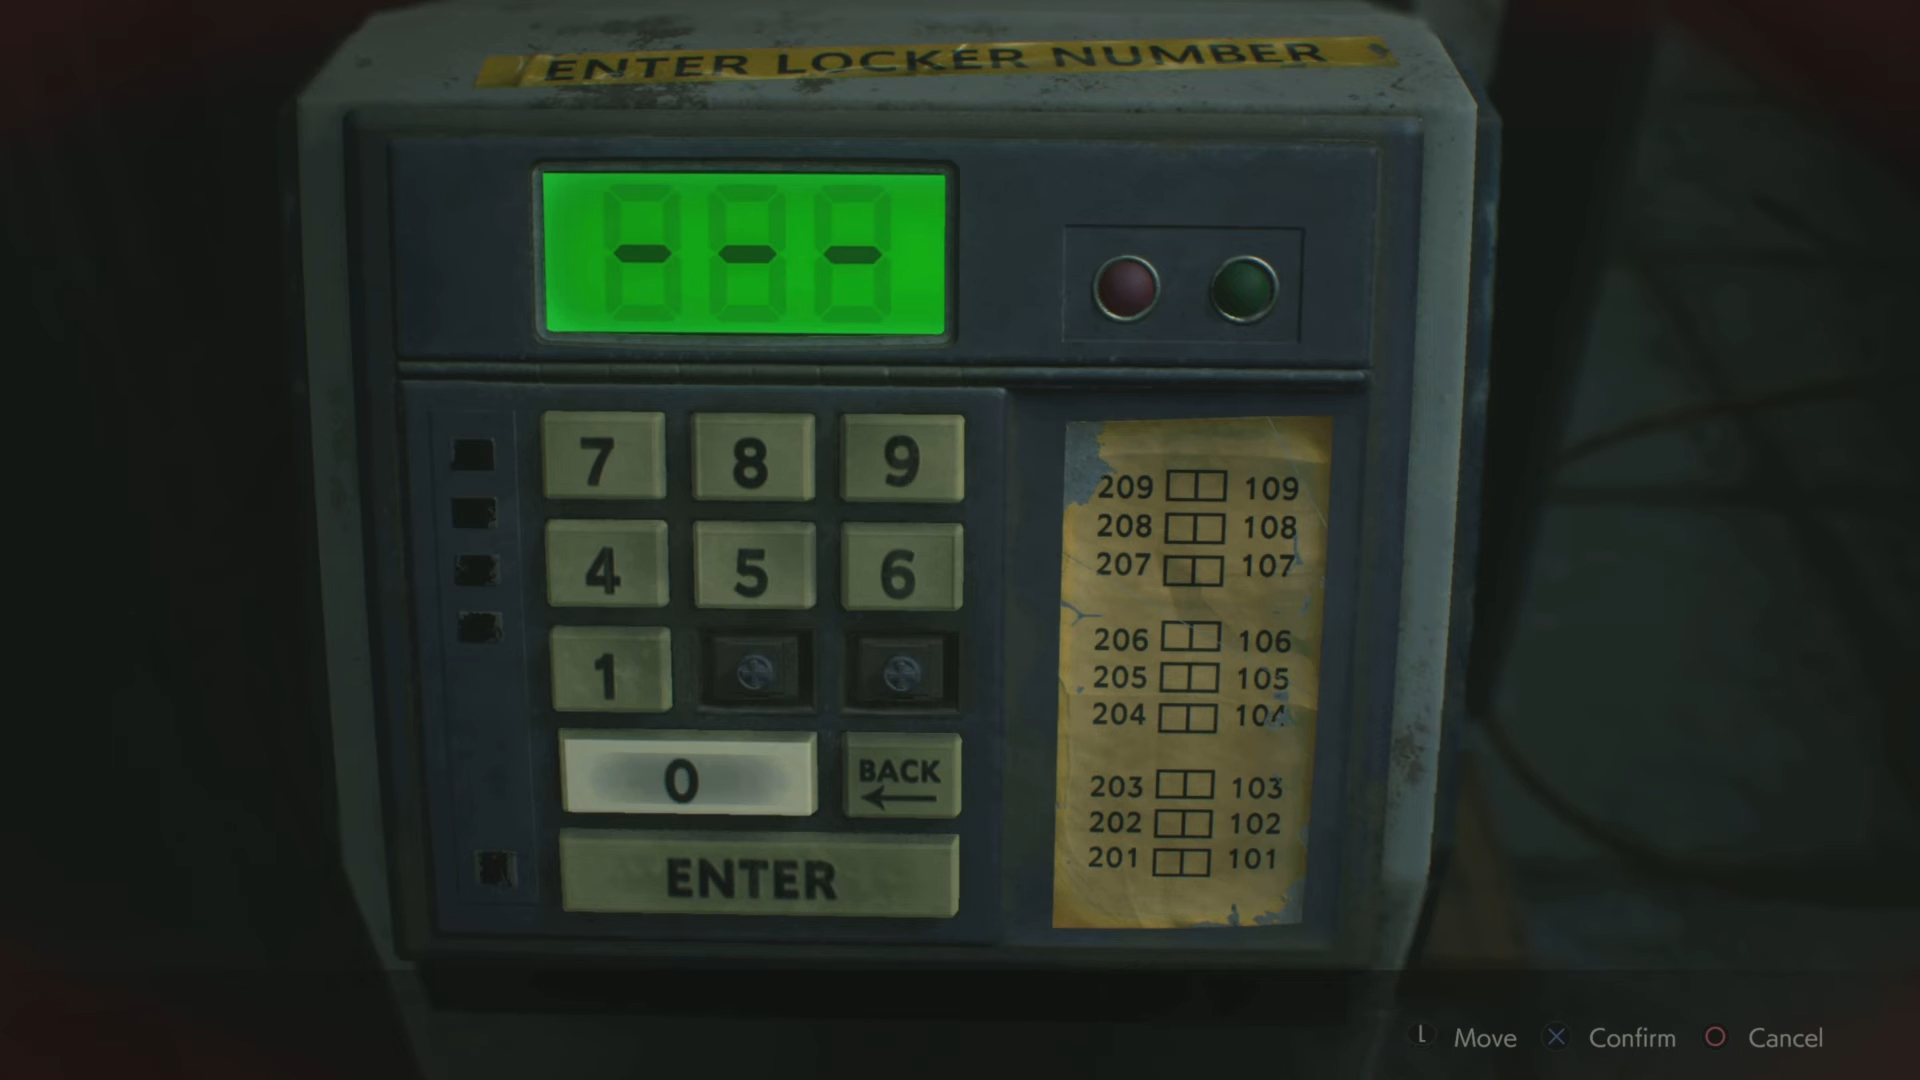 ENTER LOCKER NUMBER
- - -
7 8 9
4 5 6
1
0 BACK
ENTER
209 109
208 108
207 107
206 106
205 105
204 104
203 103
202 102
201 101
L Move X Confirm O Cancel